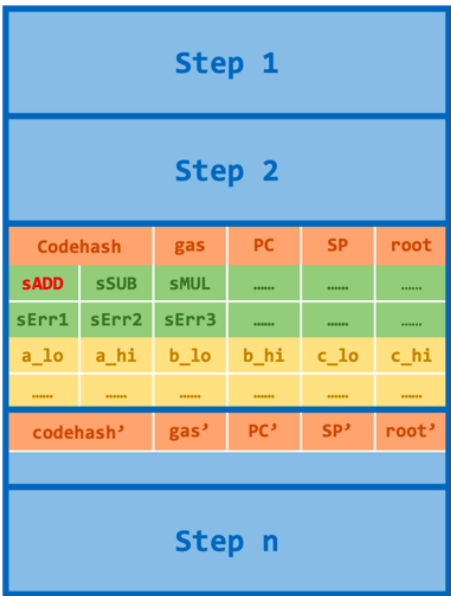 Step 1
Step 2
Codehash gas PC SP root
sADD sSUB sMUL …… …… ……
sErr1 sErr2 sErr3 …… …… ……
a_lo a_hi b_lo b_hi c_lo c_hi
…… …… …… …… …… ……
codehash’ gas’ PC’ SP’ root’
Step n